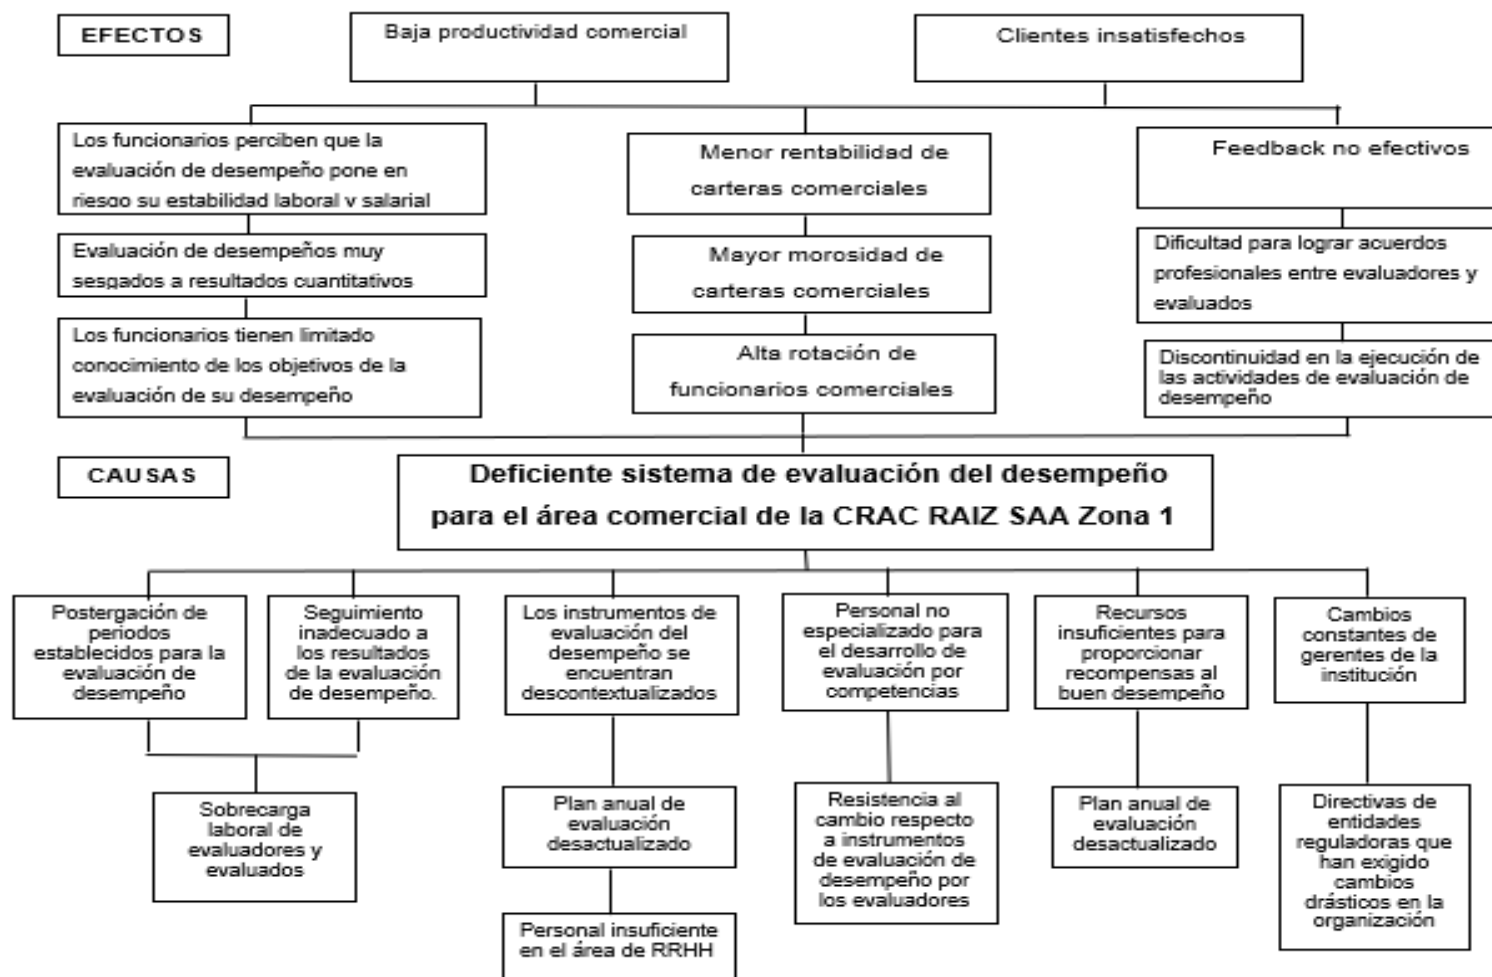 EFECTOS
Baja productividad comercial
Clientes insatisfechos
Los funcionarios perciben que la
evaluación de desempeño pone en
riesgo su estabilidad laboral y salarial
Menor rentabilidad de
carteras comerciales
Feedback no efectivos
Evaluación de desempeños muy
sesgados a resultados cuantitativos
Mayor morosidad de
carteras comerciales
Dificultad para lograr acuerdos
profesionales entre evaluadores y
evaluados
Los funcionarios tienen limitado
conocimiento de los objetivos de la
evaluación de su desempeño
Alta rotación de
funcionarios comerciales
Discontinuidad en la ejecución de
las actividades de evaluación de
desempeño
CAUSAS
Deficiente sistema de evaluación del desempeño
para el área comercial de la CRAC RAIZ SAA Zona 1
Postergación de
periodos
establecidos para la
evaluación de
desempeño
Seguimiento
inadecuado a
los resultados
de la evaluación
de desempeño.
Los instrumentos de
evaluación del
desempeño se
encuentran
descontextualizados
Personal no
especializado para
el desarrollo de
evaluación por
competencias
Recursos
insuficientes para
proporcionar
recompensas al
buen desempeño
Cambios
constantes de
gerentes de la
institución
Sobrecarga
laboral de
evaluadores y
evaluados
Plan anual de
evaluación
desactualizado
Resistencia al
cambio respecto
a instrumentos
de evaluación de
desempeño por
los evaluadores
Plan anual de
evaluación
desactualizado
Directivas de
entidades
reguladoras que
han exigido
cambios
drásticos en la
organización
Personal insuficiente
en el área de RRHH